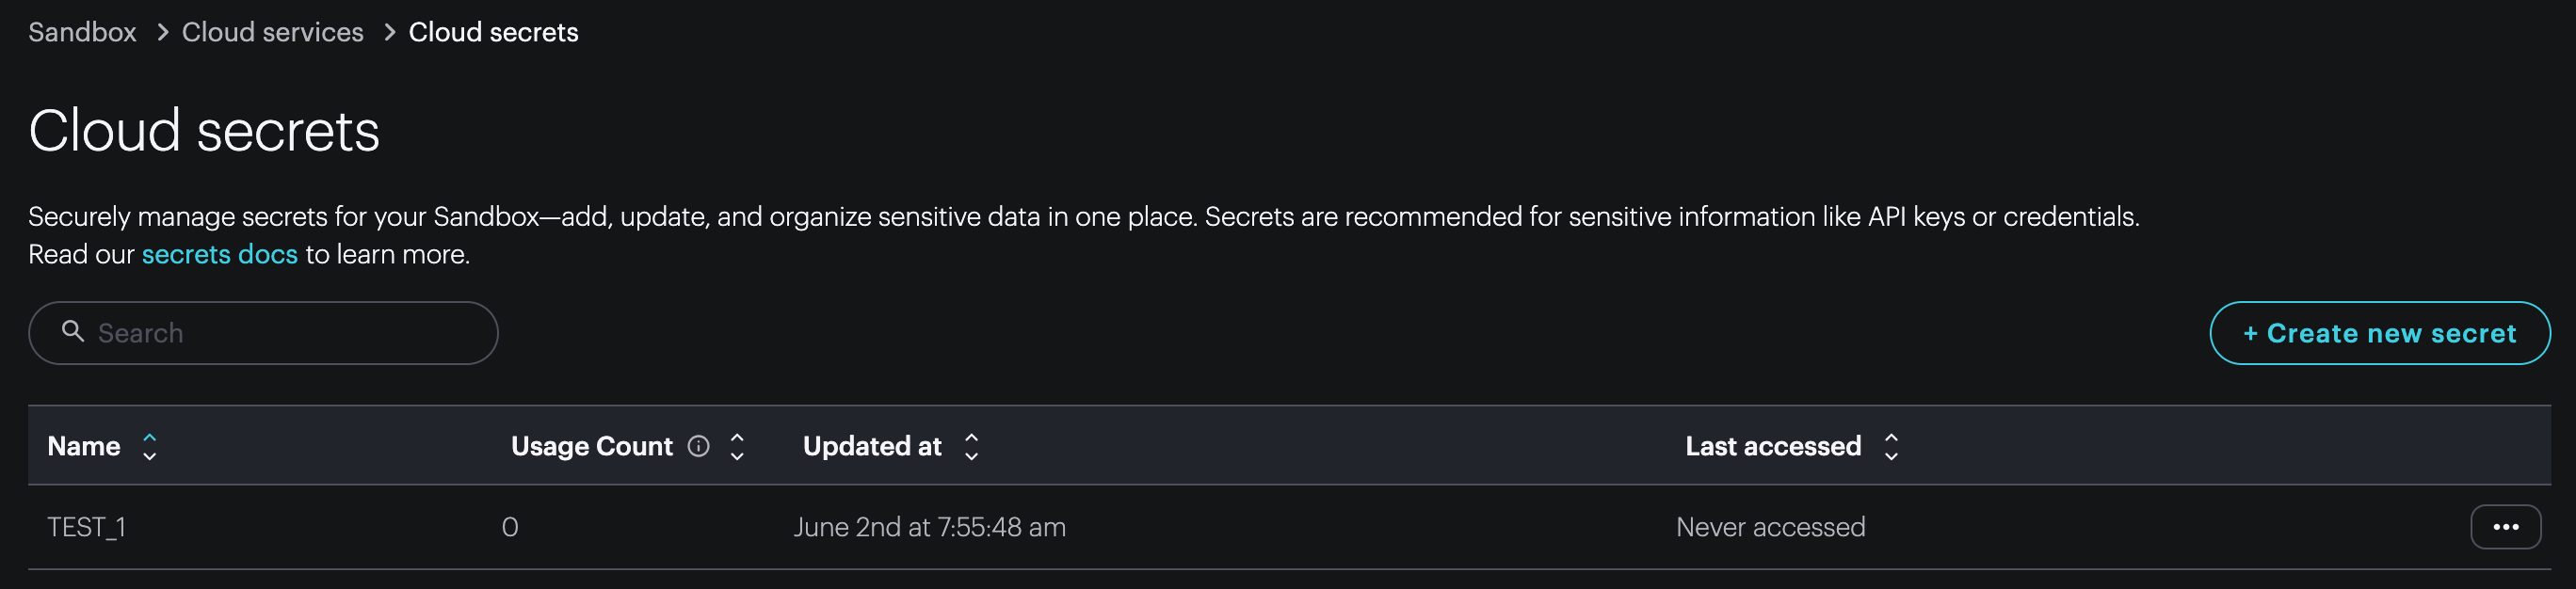 Sandbox > Cloud services > Cloud secrets
Cloud secrets
Securely manage secrets for your Sandbox—add, update, and organize sensitive data in one place. Secrets are recommended for sensitive information like API keys or credentials.
Read our secrets docs to learn more.
Search
+ Create new secret
Name Usage Count Updated at Last accessed
TEST_1 0 June 2nd at 7:55:48 am Never accessed